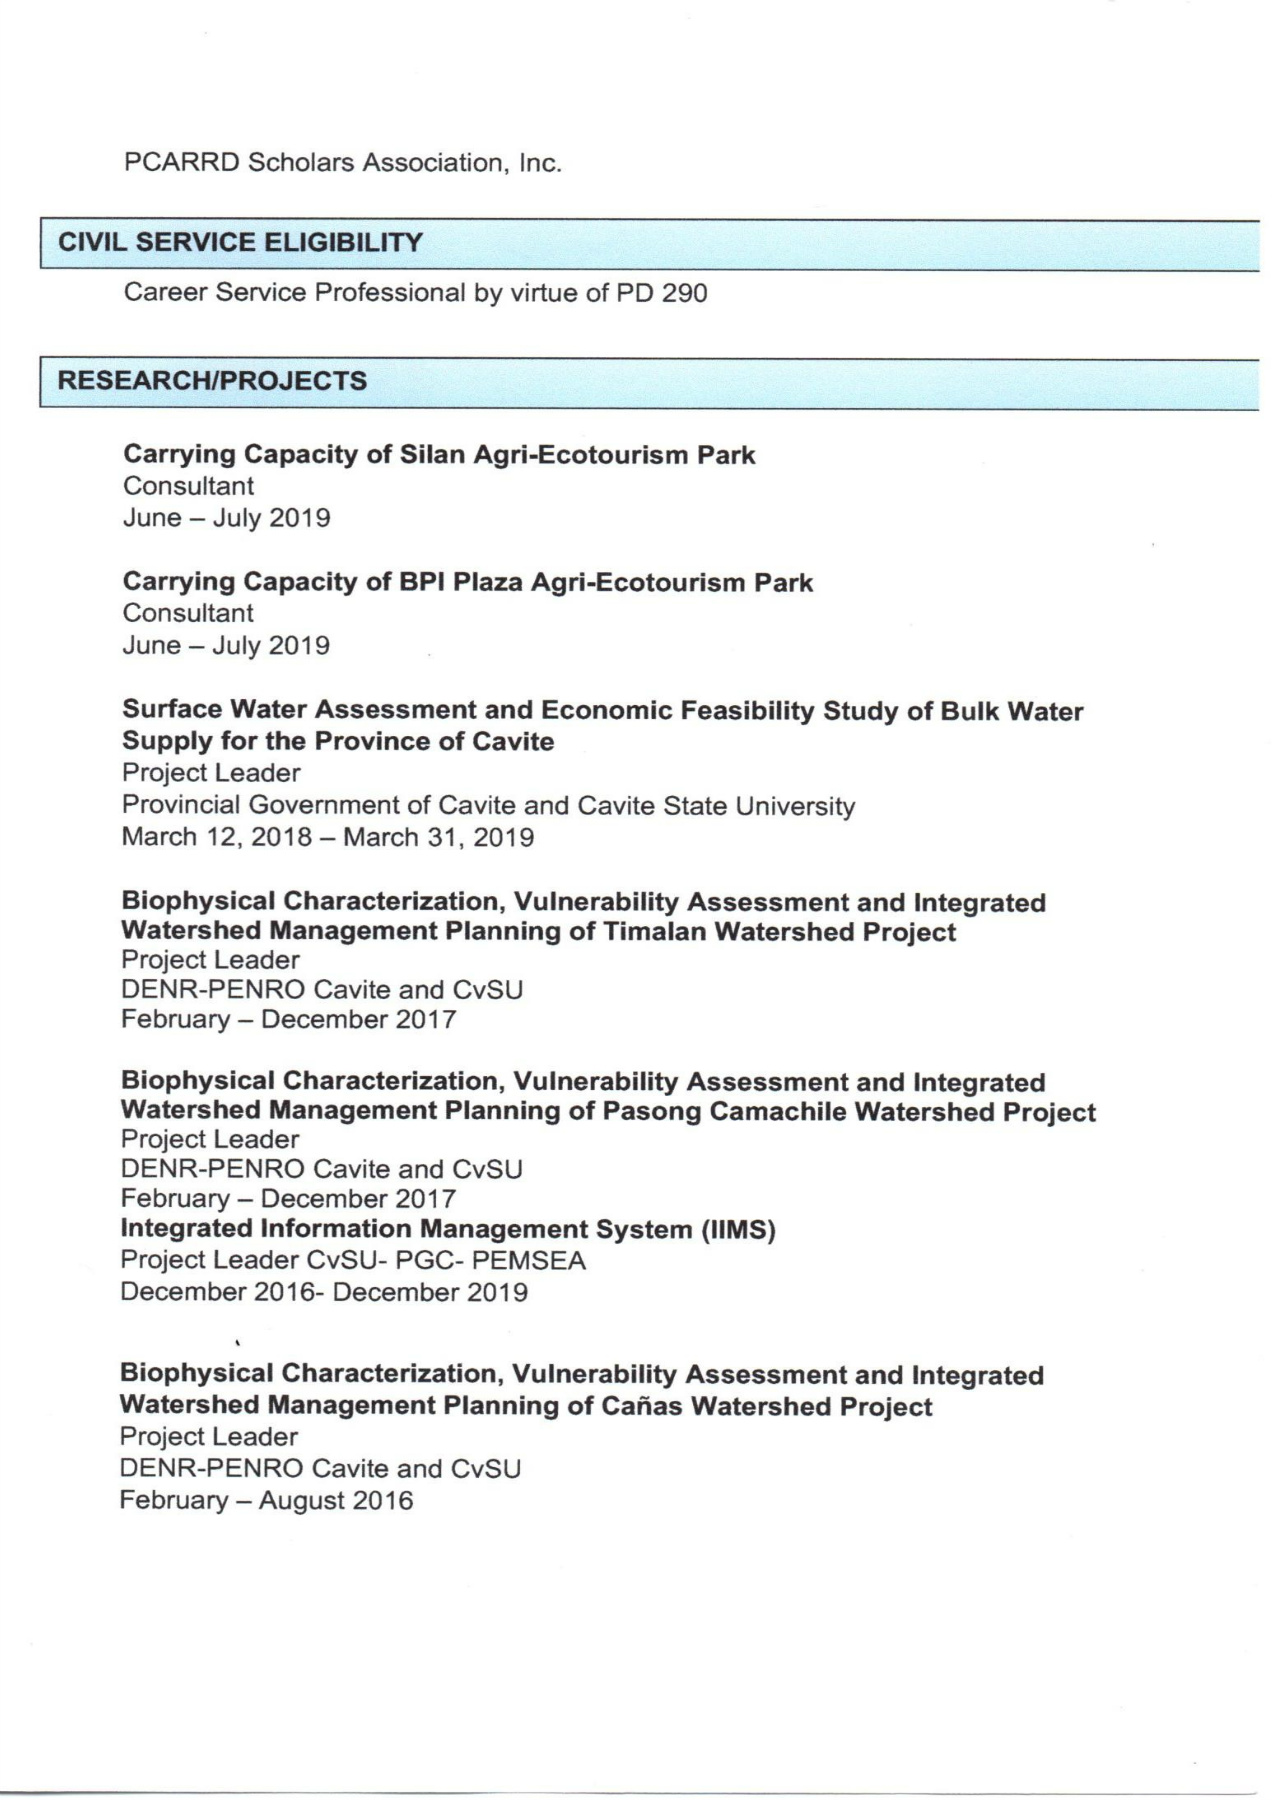 PCARRD Scholars Association, Inc.
CIVIL SERVICE ELIGIBILITY
Career Service Professional by virtue of PD 290
RESEARCH/PROJECTS
Carrying Capacity of Silan Agri-Ecotourism Park
Consultant
June – July 2019
Carrying Capacity of BPI Plaza Agri-Ecotourism Park
Consultant
June – July 2019
Surface Water Assessment and Economic Feasibility Study of Bulk Water
Supply for the Province of Cavite
Project Leader
Provincial Government of Cavite and Cavite State University
March 12, 2018 – March 31, 2019
Biophysical Characterization, Vulnerability Assessment and Integrated
Watershed Management Planning of Timalan Watershed Project
Project Leader
DENR-PENRO Cavite and CvSU
February – December 2017
Biophysical Characterization, Vulnerability Assessment and Integrated
Watershed Management Planning of Pasong Camachile Watershed Project
Project Leader
DENR-PENRO Cavite and CvSU
February – December 2017
Integrated Information Management System (IIMS)
Project Leader CvSU- PGC- PEMSEA
December 2016- December 2019
Biophysical Characterization, Vulnerability Assessment and Integrated
Watershed Management Planning of Cañas Watershed Project
Project Leader
DENR-PENRO Cavite and CvSU
February – August 2016